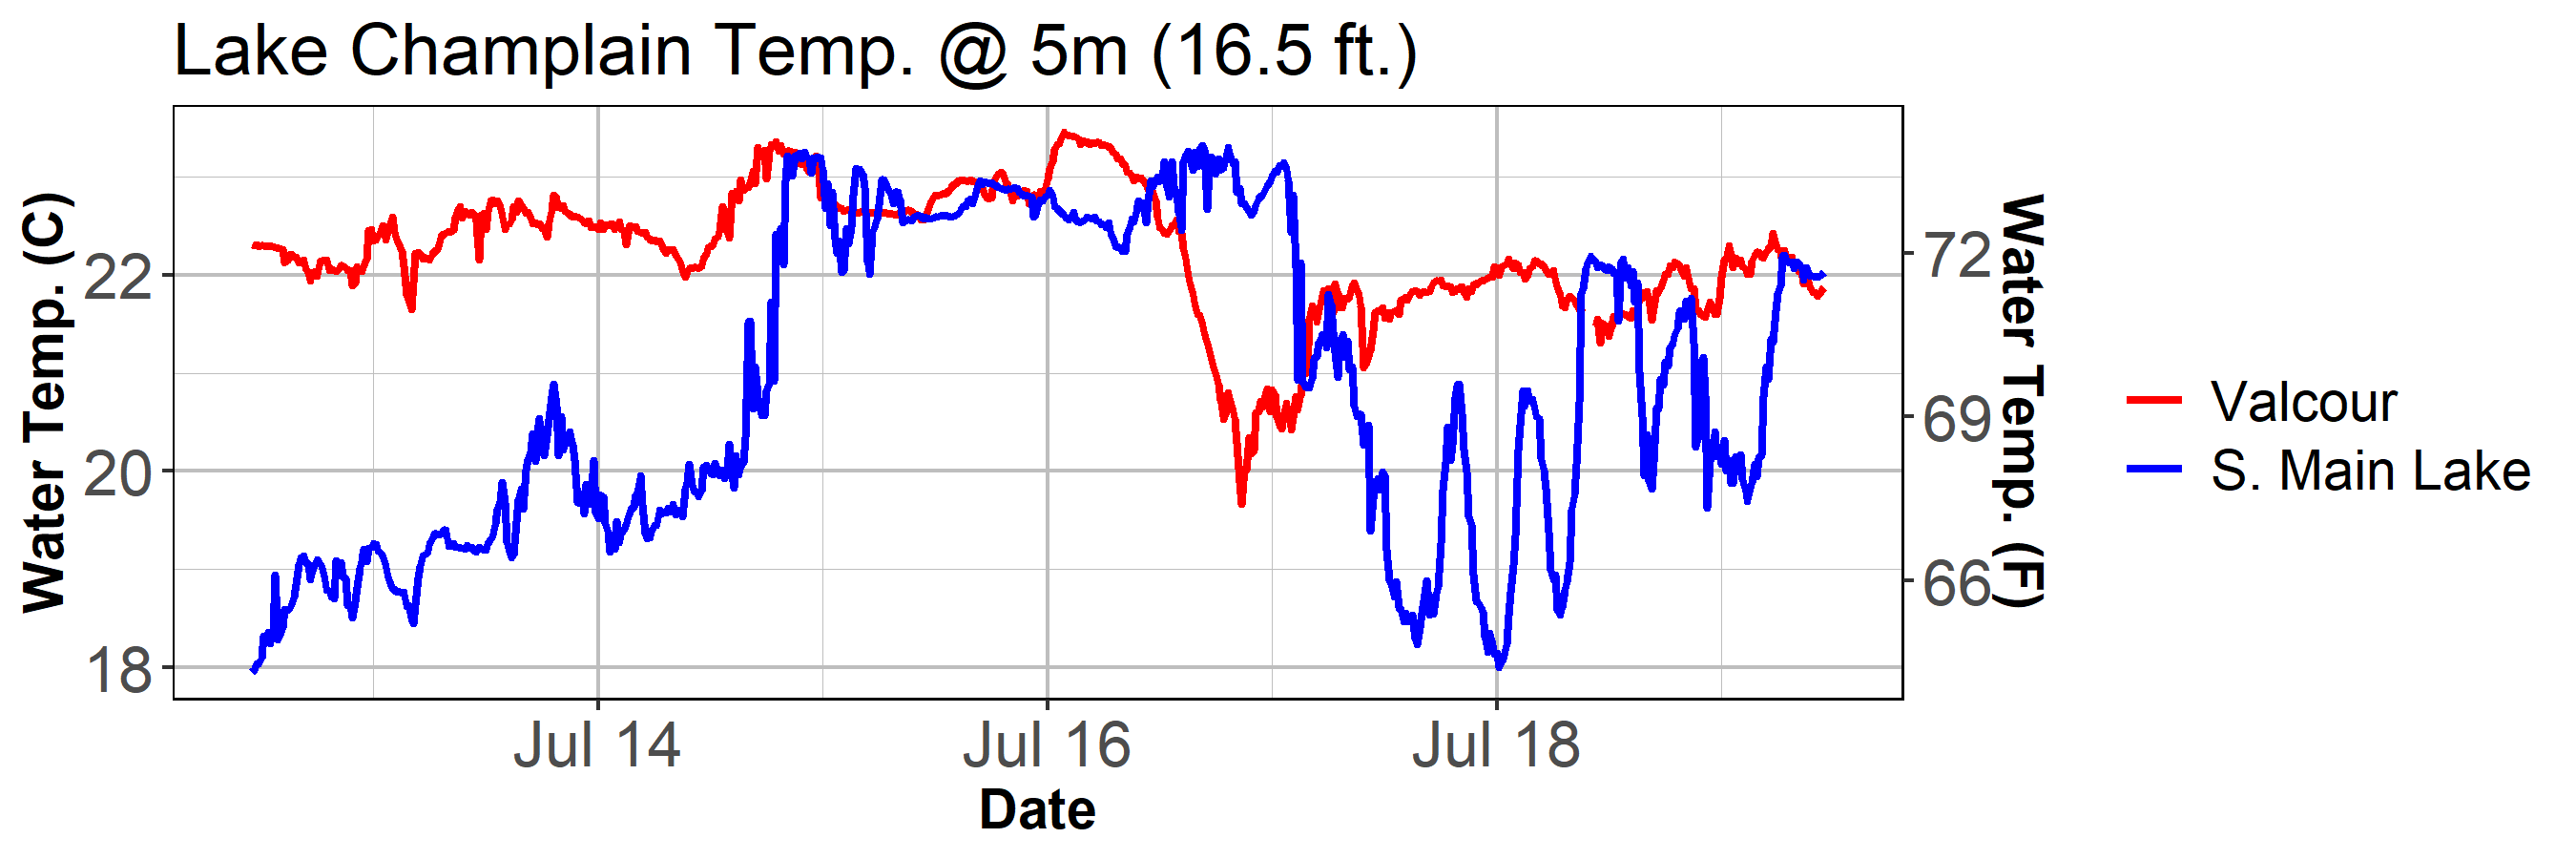 Lake Champlain Temp. @ 5m (16.5 ft.)
Water Temp. (C)
22
20
18
72
69
66
Water Temp. (F)
Jul 14
Jul 16
Jul 18
Date
Valcour
S. Main Lake